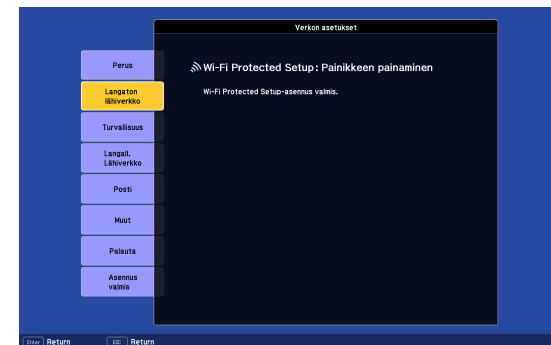 Verkon asetukset
Perus
Langaton
lähiverkko
Turvallisuus
Langall.
Lähiverkko
Posti
Muut
Palauta
Asennus
valmis
Wi-Fi Protected Setup: Painikkeen painaminen
Wi-Fi Protected Setup-asennus valmis.
Enter Return
ESC Return